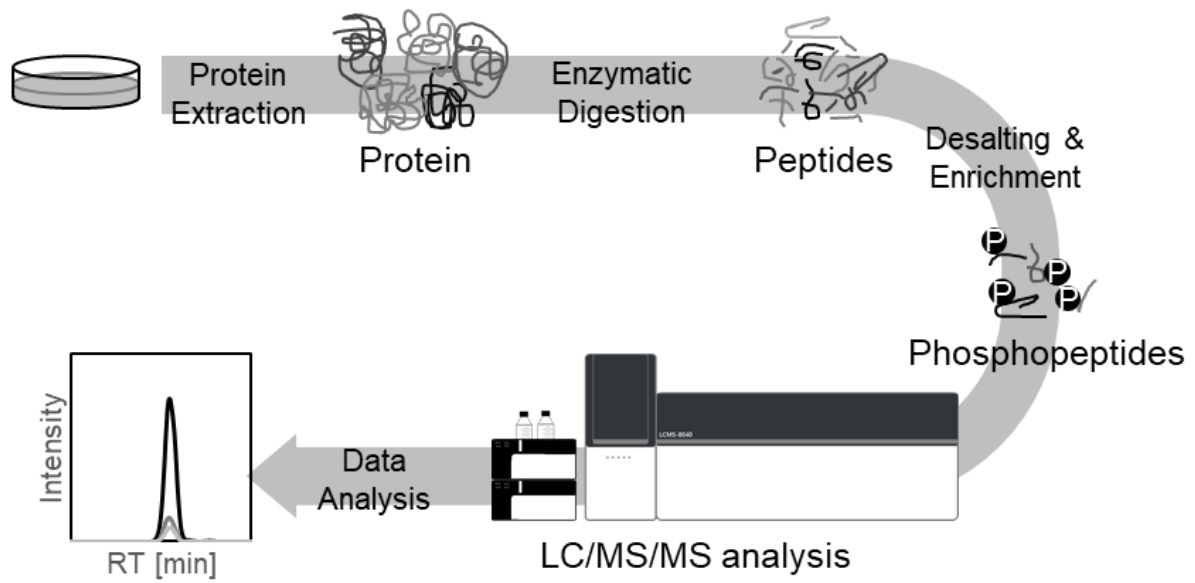 Protein
Extraction
Protein
Enzymatic
Digestion
Peptides
Desalting &
Enrichment
P
P
P
P
Phosphopeptides
LCMS-8040
LC/MS/MS analysis
Data
Analysis
Intensity
RT [min]